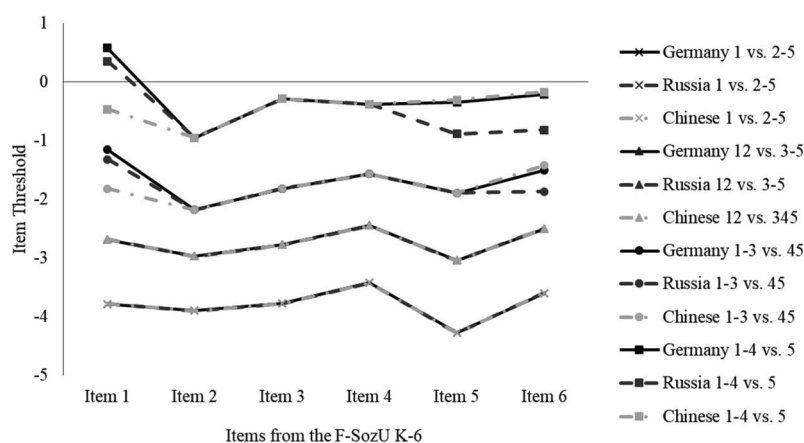 1
0
-1
-2
-3
-4
-5
Item Threshold
Item 1 Item 2 Item 3 Item 4 Item 5 Item 6
Items from the F-SozU K-6
Germany 1 vs. 2-5
Russia 1 vs. 2-5
Chinese 1 vs. 2-5
Germany 12 vs. 3-5
Russia 12 vs. 3-5
Chinese 12 vs. 345
Germany 1-3 vs. 45
Russia 1-3 vs. 45
Chinese 1-3 vs. 45
Germany 1-4 vs. 5
Russia 1-4 vs. 5
Chinese 1-4 vs. 5